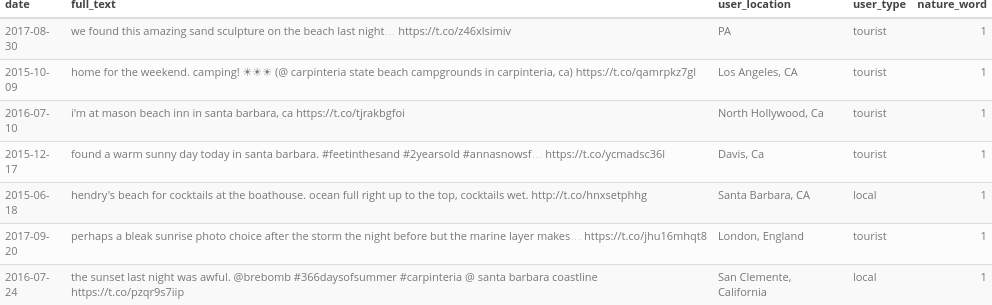 date full_text user_location user_type nature_word
2017-08- we found this amazing sand sculpture on the beach last night… https://t.co/z46xlsimiv PA tourist 1
30
2015-10- home for the weekend. camping! ☀☀☀ (@ carpinteria state beach campgrounds in carpinteria, ca) https://t.co/qamrpkz7gl Los Angeles, CA tourist 1
09
2016-07- i'm at mason beach inn in santa barbara, ca https://t.co/tjrakbgfoi North Hollywood, Ca tourist 1
10
2015-12- found a warm sunny day today in santa barbara. #feetinthesand #2yearsold #annasnowsf… https://t.co/ycmadsc36l Davis, Ca tourist 1
17
2015-06- hendry's beach for cocktails at the boathouse. ocean full right up to the top, cocktails wet. http://t.co/hnxsetphhg Santa Barbara, CA local 1
18
2017-09- perhaps a bleak sunrise photo choice after the storm the night before but the marine layer makes… https://t.co/jhu16mhqt8 London, England tourist 1
20
2016-07- the sunset last night was awful. @brebomb #366daysofsummer #carpinteria @ santa barbara coastline San Clemente, local 1
24 https://t.co/pzqr9s7iip California